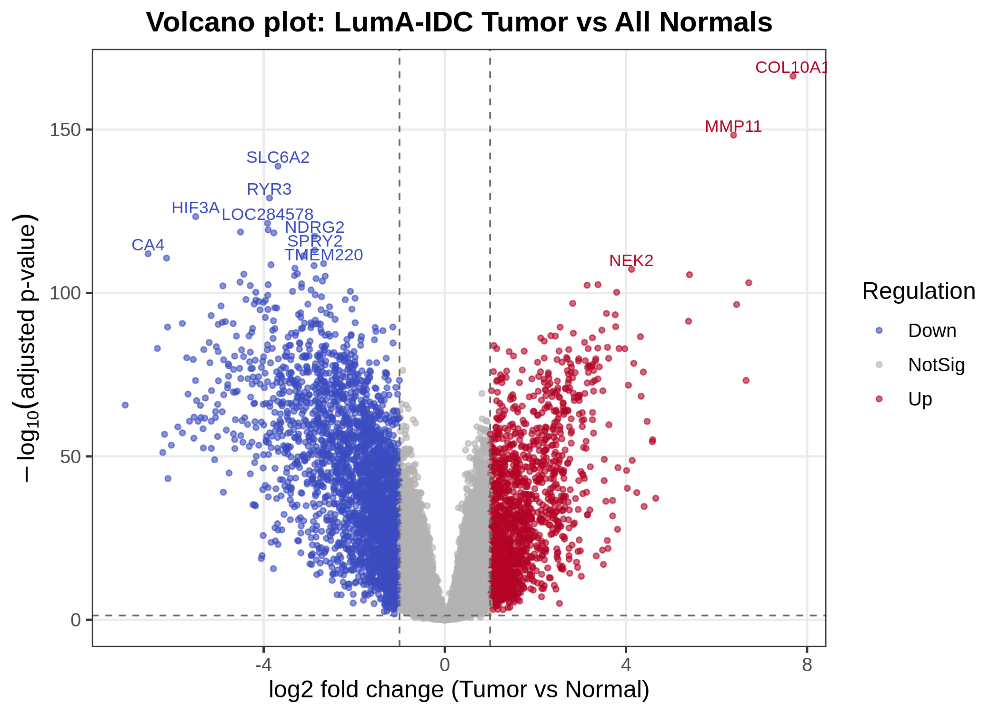 Volcano plot: LumA-IDC Tumor vs All Normals
COL10A1
MMP11
SLC6A2
RYR3
HIF3A
LOC284578
NDRG2
SPRY2
CA4
TMEM220
NEK2
150
100
50
0
-4
0
4
8
− log10(adjusted p-value)
log2 fold change (Tumor vs Normal)
Regulation
Down
NotSig
Up